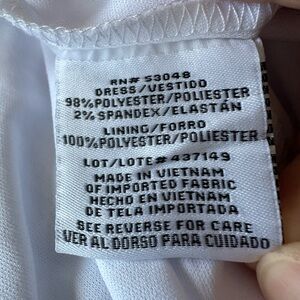 RN# 53048
DRESS/VESTIDO
98%POLYESTER/POLIESTER
2% SPANDEX/ELASTÁN
LINING/FORRO
100%POLYESTER/POLIESTER
LOT/LOTE# 437149
MADE IN VIETNAM
OF IMPORTED FABRIC
HECHO EN VIETNAM
DE TELA IMPORTADA
SEE REVERSE FOR CARE
VER AL DORSO PARA CUIDADO